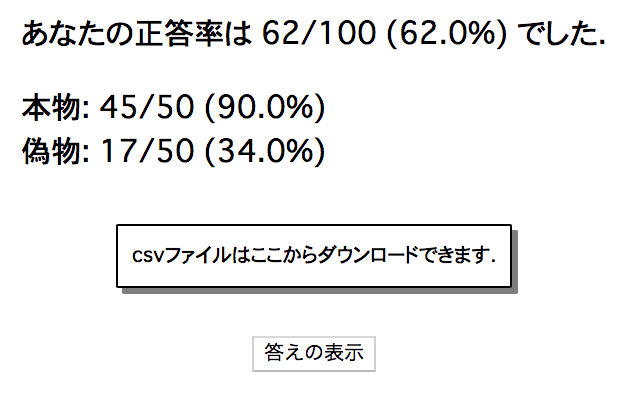 あなたの正答率は 62/100 (62.0%) でした.
本物: 45/50 (90.0%)
偽物: 17/50 (34.0%)
csvファイルはここからダウンロードできます.
答えの表示